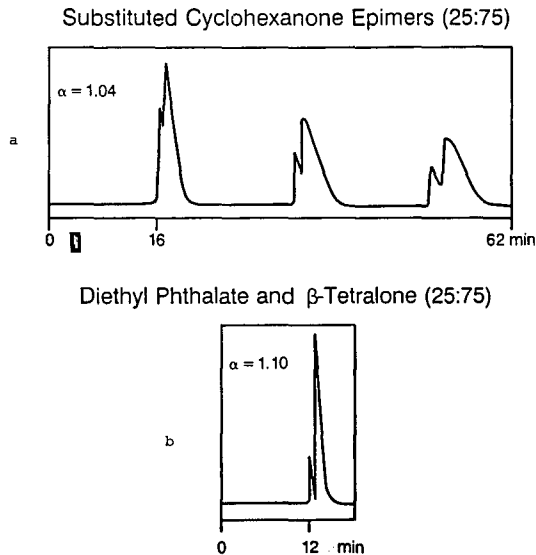 Substituted Cyclohexanone Epimers (25:75)
α = 1.04
a
0 16 62 min
Diethyl Phthalate and β-Tetralone (25:75)
α = 1.10
b
0 12 min